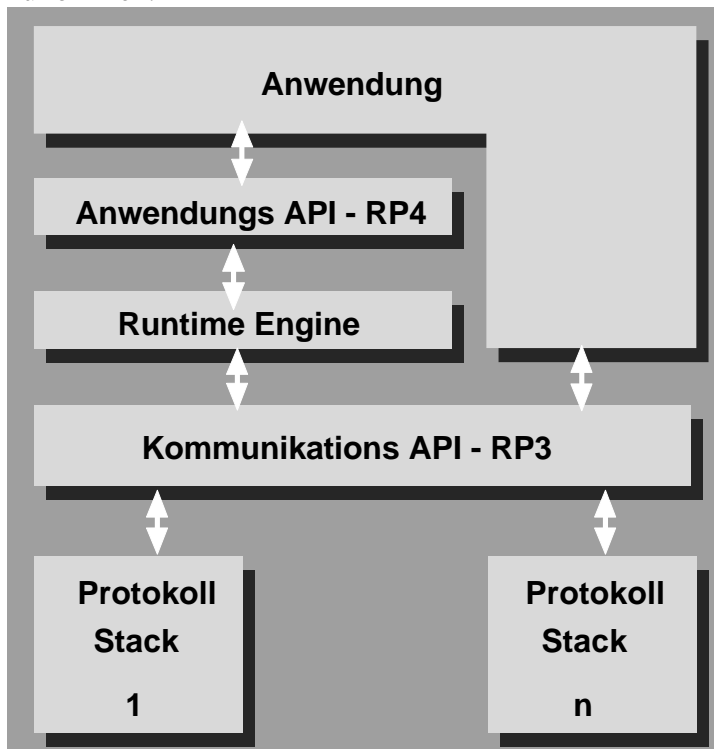 Anwendung
Anwendungs API - RP4
Runtime Engine
Kommunikations API - RP3
Protokoll
Stack
1
Protokoll
Stack
n